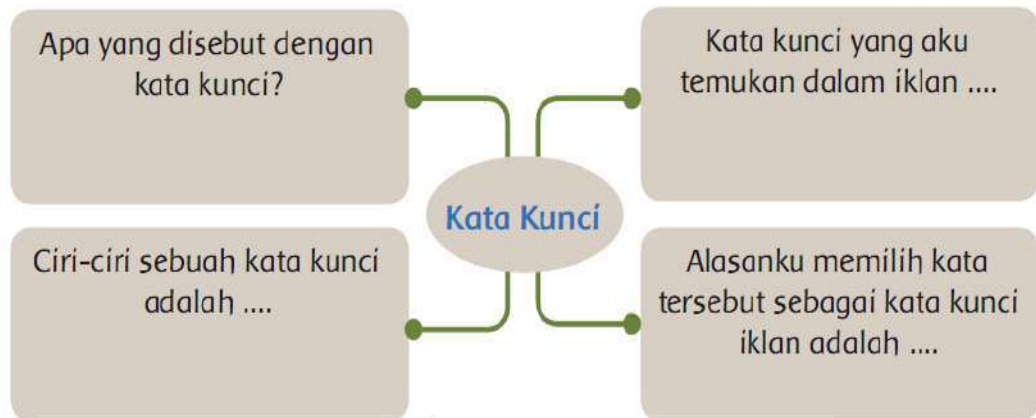 Apa yang disebut dengan
kata kunci?
Kata kunci yang aku
temukan dalam iklan ....
Kata Kunci
Ciri-ciri sebuah kata kunci
adalah ....
Alasanku memilih kata
tersebut sebagai kata kunci
iklan adalah ....